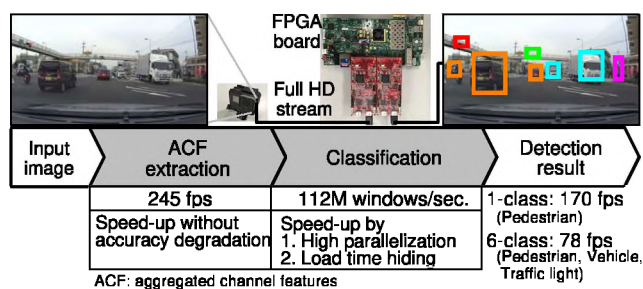 FPGA
board
Full HD
stream
Input
image
ACF
extraction
Classification
Detection
result
245 fps
112M windows/sec.
1-class: 170 fps
(Pedestrian)
Speed-up without
accuracy degradation
Speed-up by
1. High parallelization
2. Load time hiding
6-class: 78 fps
(Pedestrian, Vehicle,
Traffic light)
ACF: aggregated channel features